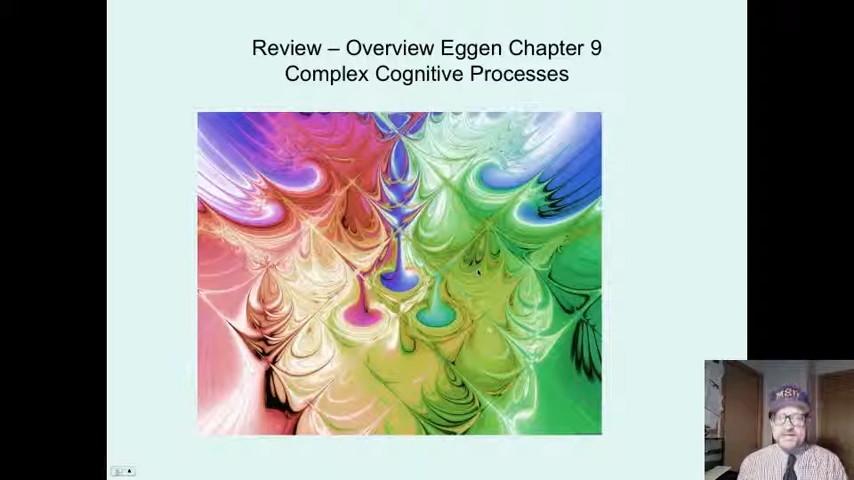 Review – Overview Eggen Chapter 9
Complex Cognitive Processes